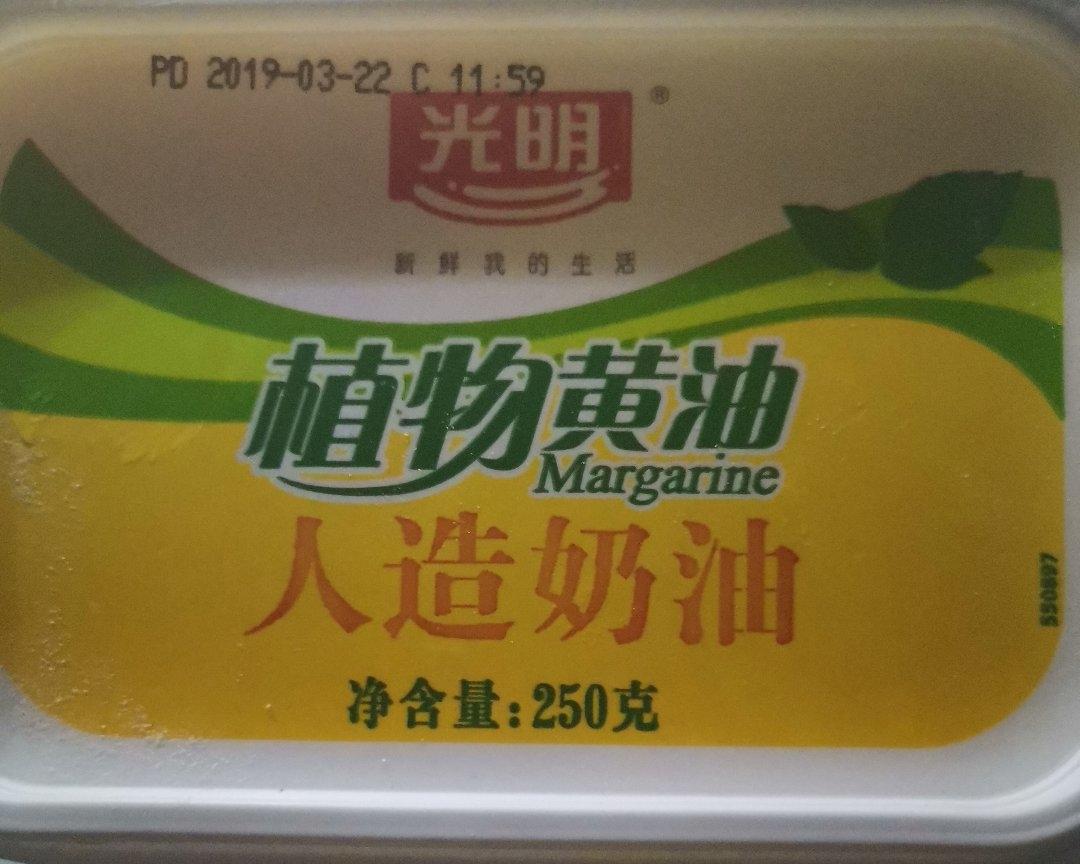 PD 2019-03-22 C 11:59
光明®
新鲜我的生活
植物黄油
Margarine
人造奶油
净含量:250克
550897